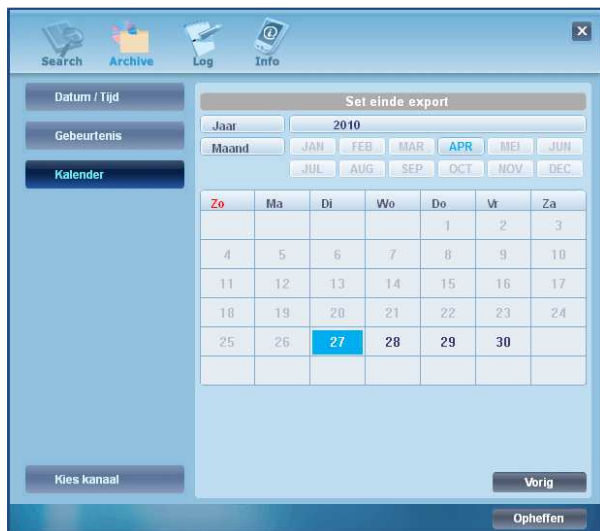 Search Archive Log Info
Datum / Tijd
Gebeurtenis
Kalender
Kies kanaal
Set einde export
Jaar 2010
Maand JAN FEB MAR APR MEI JUN
JUL AUG SEP OCT NOV DEC
Zo Ma Di Wo Do Vr Za
1 2 3
4 5 6 7 8 9 10
11 12 13 14 15 16 17
18 19 20 21 22 23 24
25 26 27 28 29 30
Vorig
Opheffen